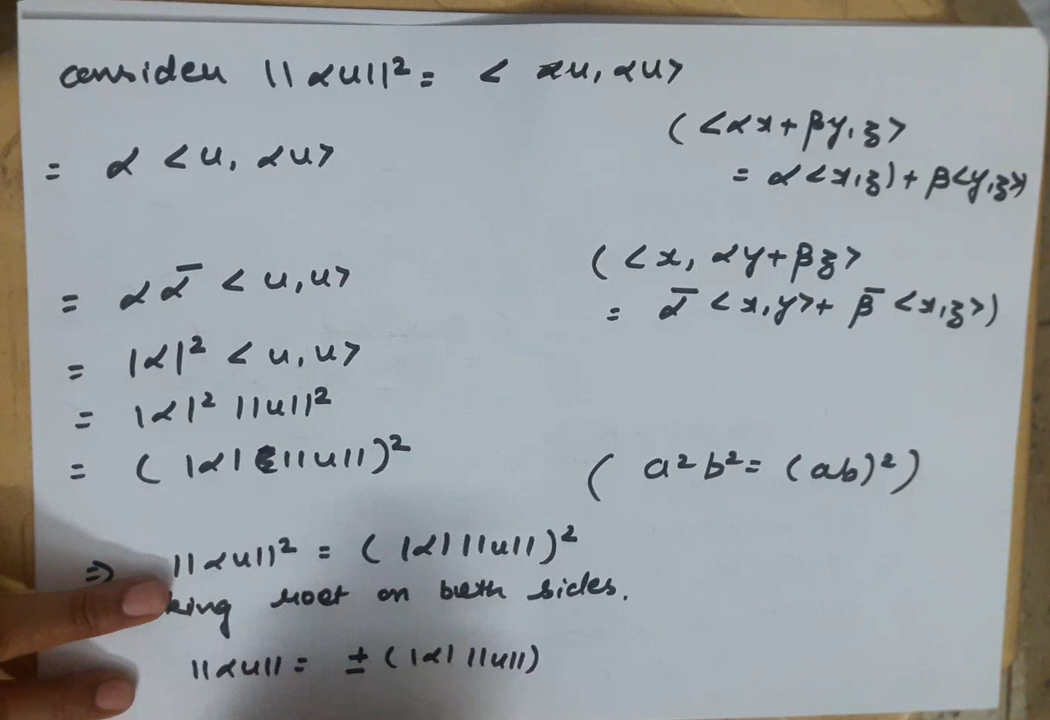 consider ||αu||² = < αu, αu>
(<αx + βy, z>
= α <u, αu>
= α<x,z) + β<y,z>
= αᾱ <u,u>
(<x, αy+βz>
= ᾱ <x,y>+ β̄ <x,z>)
= |α|² < u, u>
= |α|² ||u||²
= ( |α| ||u||)²
( a²b² = (ab)²)
⇒ ||αu||² = ( |α| ||u||)²
king root on both sides.
||αu|| = ± (|α| ||u||)